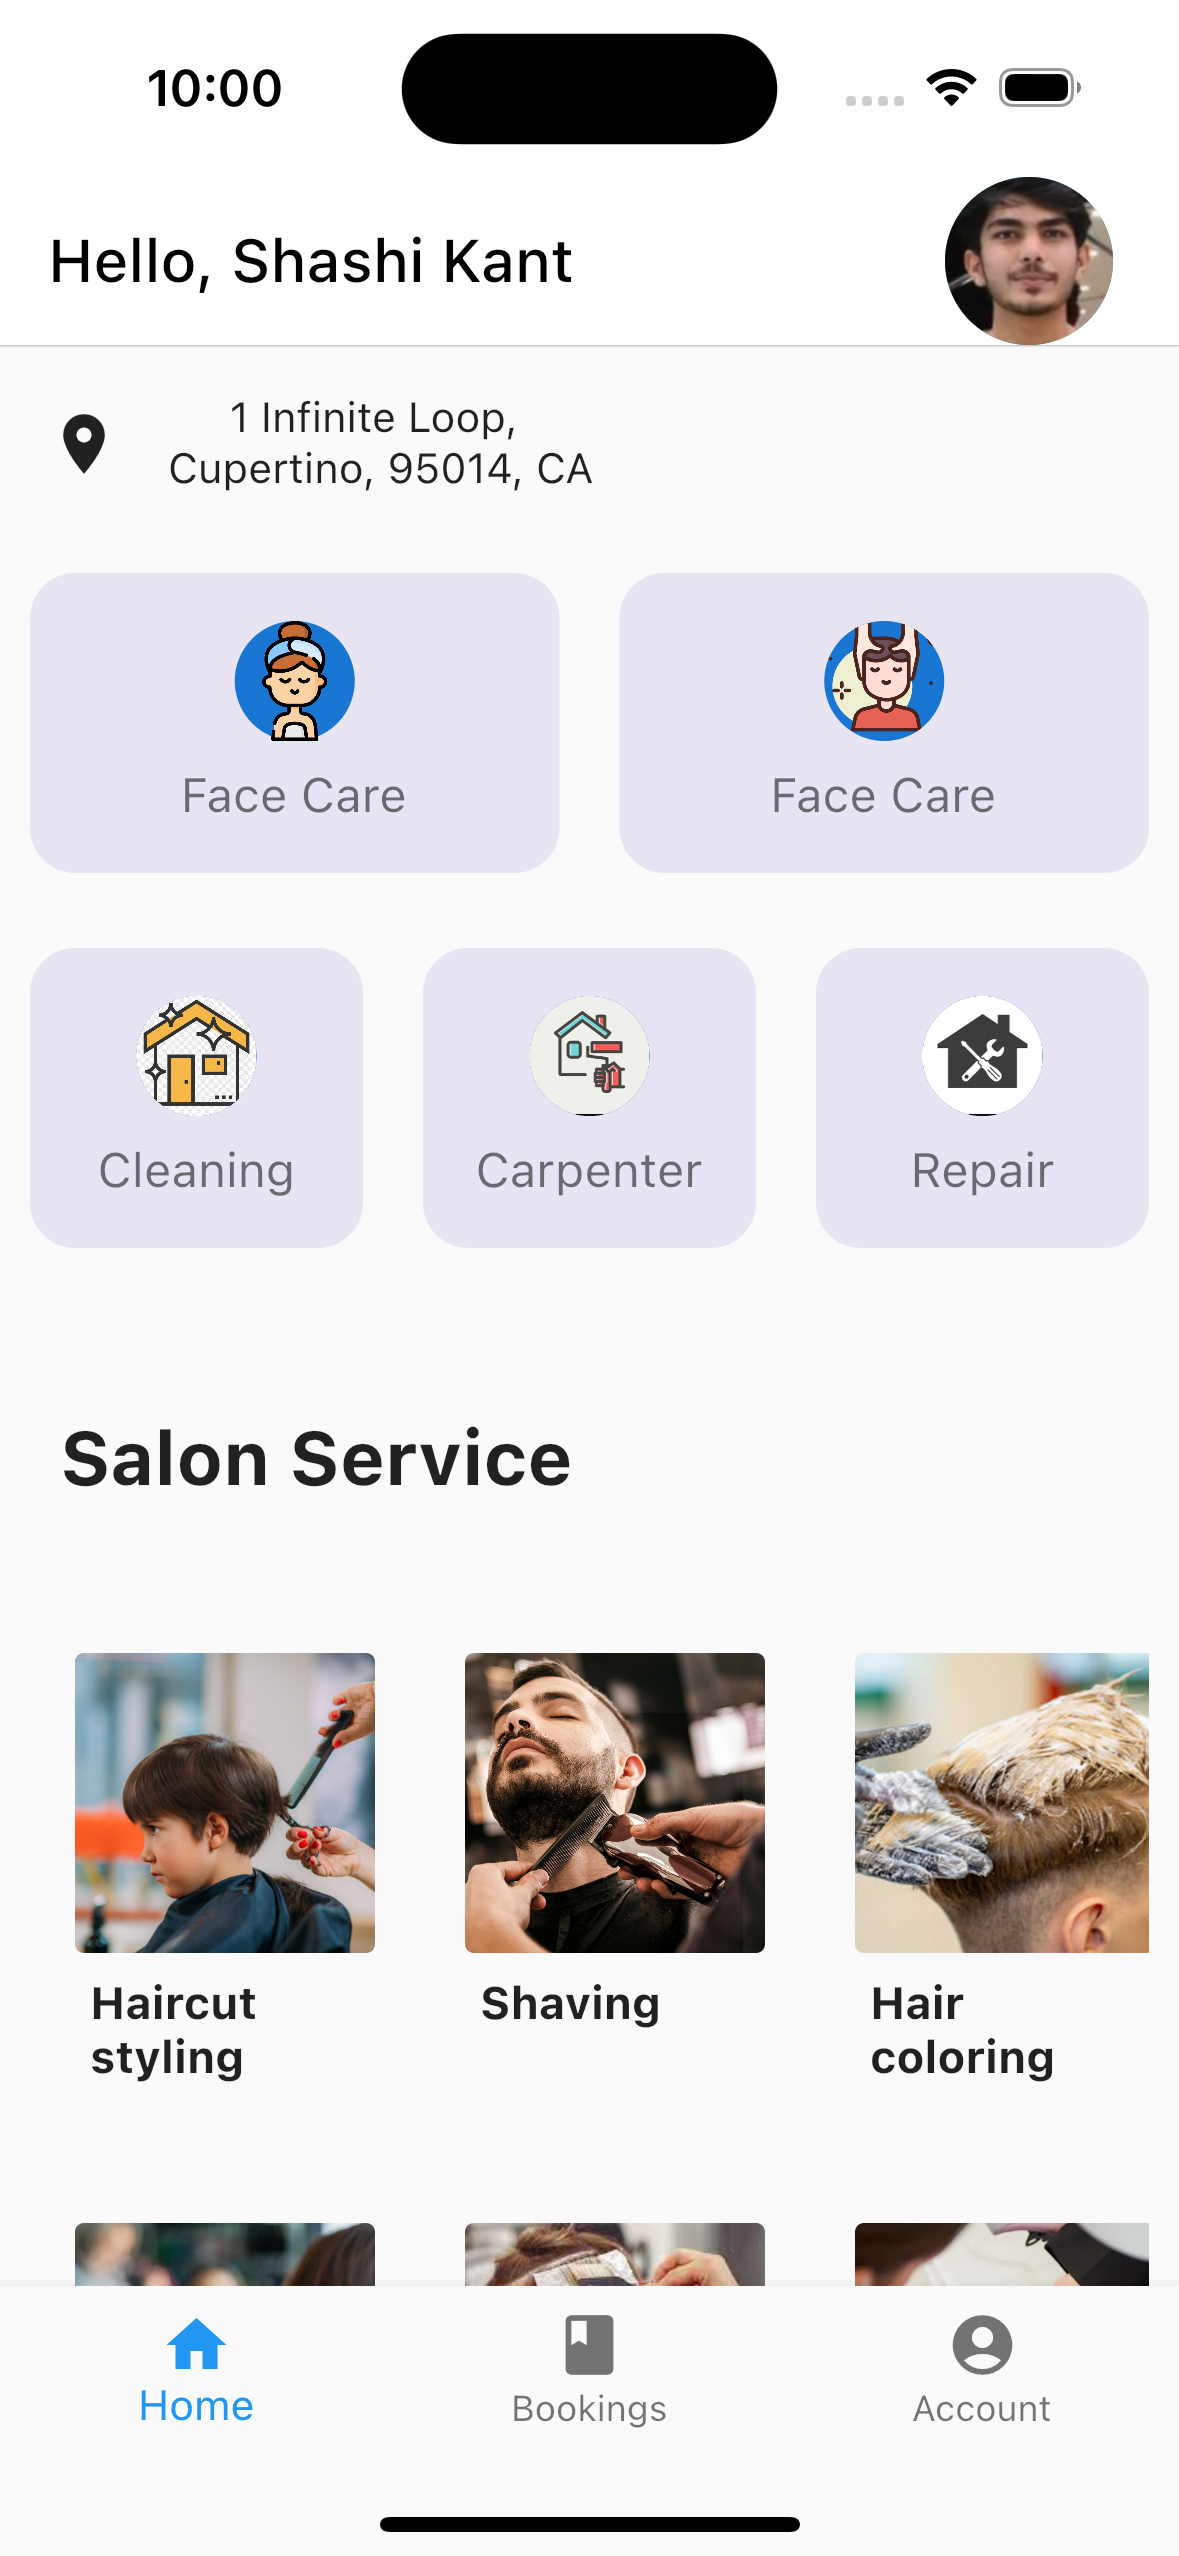 10:00
Hello, Shashi Kant
1 Infinite Loop,
Cupertino, 95014, CA
Face Care
Face Care
Cleaning
Carpenter
Repair
Salon Service
Haircut
styling
Shaving
Hair
coloring
Home
Bookings
Account